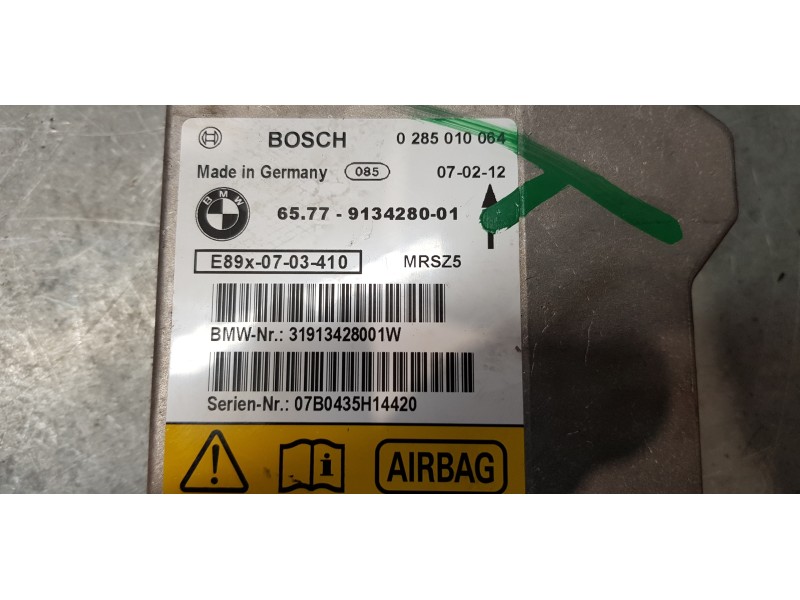 BOSCH 0 285 010 064
Made in Germany 085 07-02-12
BMW 65.77 - 9134280-01
E89x-07-03-410 MRSZ5
BMW-Nr.: 31913428001W
Serien-Nr.: 07B0435H14420
AIRBAG